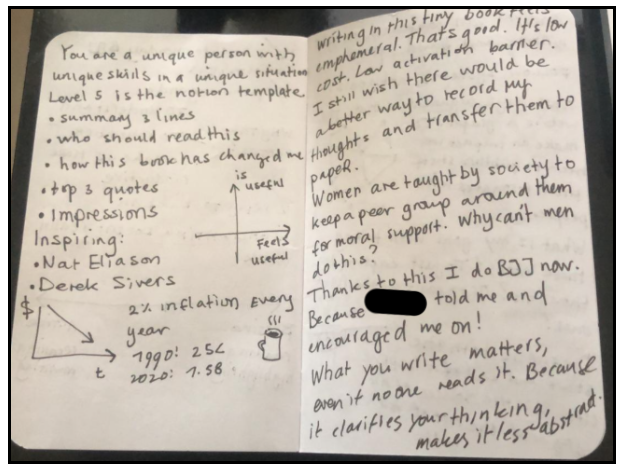 You are a unique person with
unique skills in a unique situation
Level 5 is the notion template
• summary 3 lines
• who should read this
• how this book has changed me
• top 3 quotes
• Impressions
is
useful
Feels
useful
Inspiring:
• Nat Eliason
• Derek Sivers
$
t
2% inflation Every
year
1990: 25¢
2020: 1.58
writing in this tiny book feels
emphemeral. That's good. It's low
cost. Low activation barrier.
I still wish there would be
a better way to record my
thoughts and transfer them to
paper.
Women are taught by society to
keep a peer group around them
for moral support. Why can't men
do this?
Thanks to this I do BJJ now.
Because told me and
encouraged me on!
What you write matters,
even if no one reads it. Because
it clarifies your thinking,
makes it less abstract.